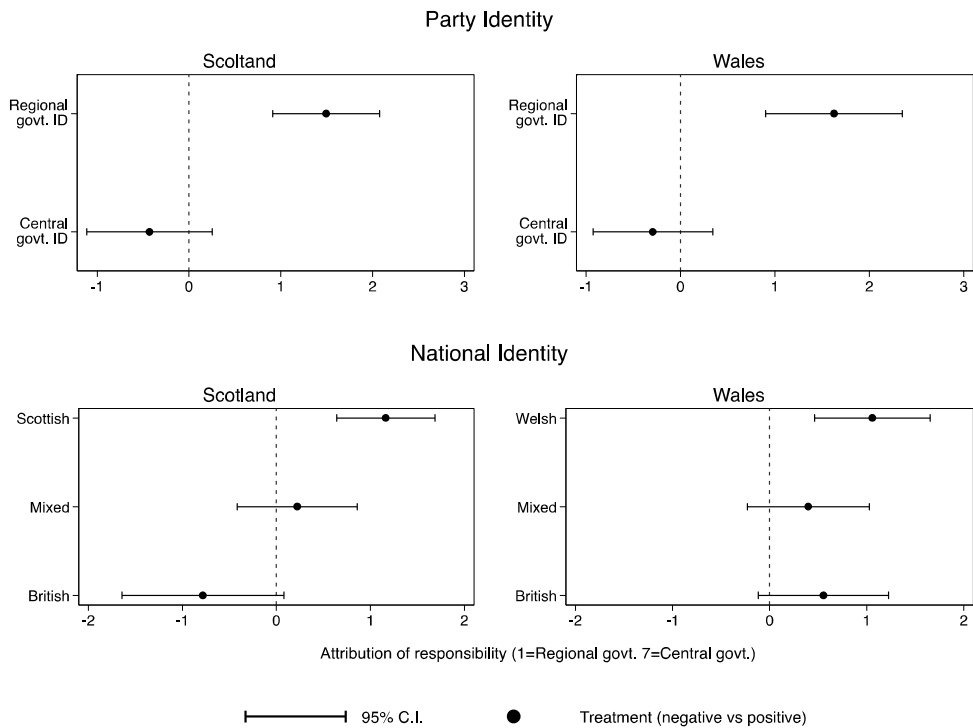 Party Identity
Scoltand
Wales
Regional
govt. ID
Central
govt. ID
-1 0 1 2 3
Regional
govt. ID
Central
govt. ID
-1 0 1 2 3
National Identity
Scotland
Wales
Scottish
Mixed
British
-2 -1 0 1 2
Welsh
Mixed
British
-2 -1 0 1 2
Attribution of responsibility (1=Regional govt. 7=Central govt.)
95% C.I.
Treatment (negative vs positive)